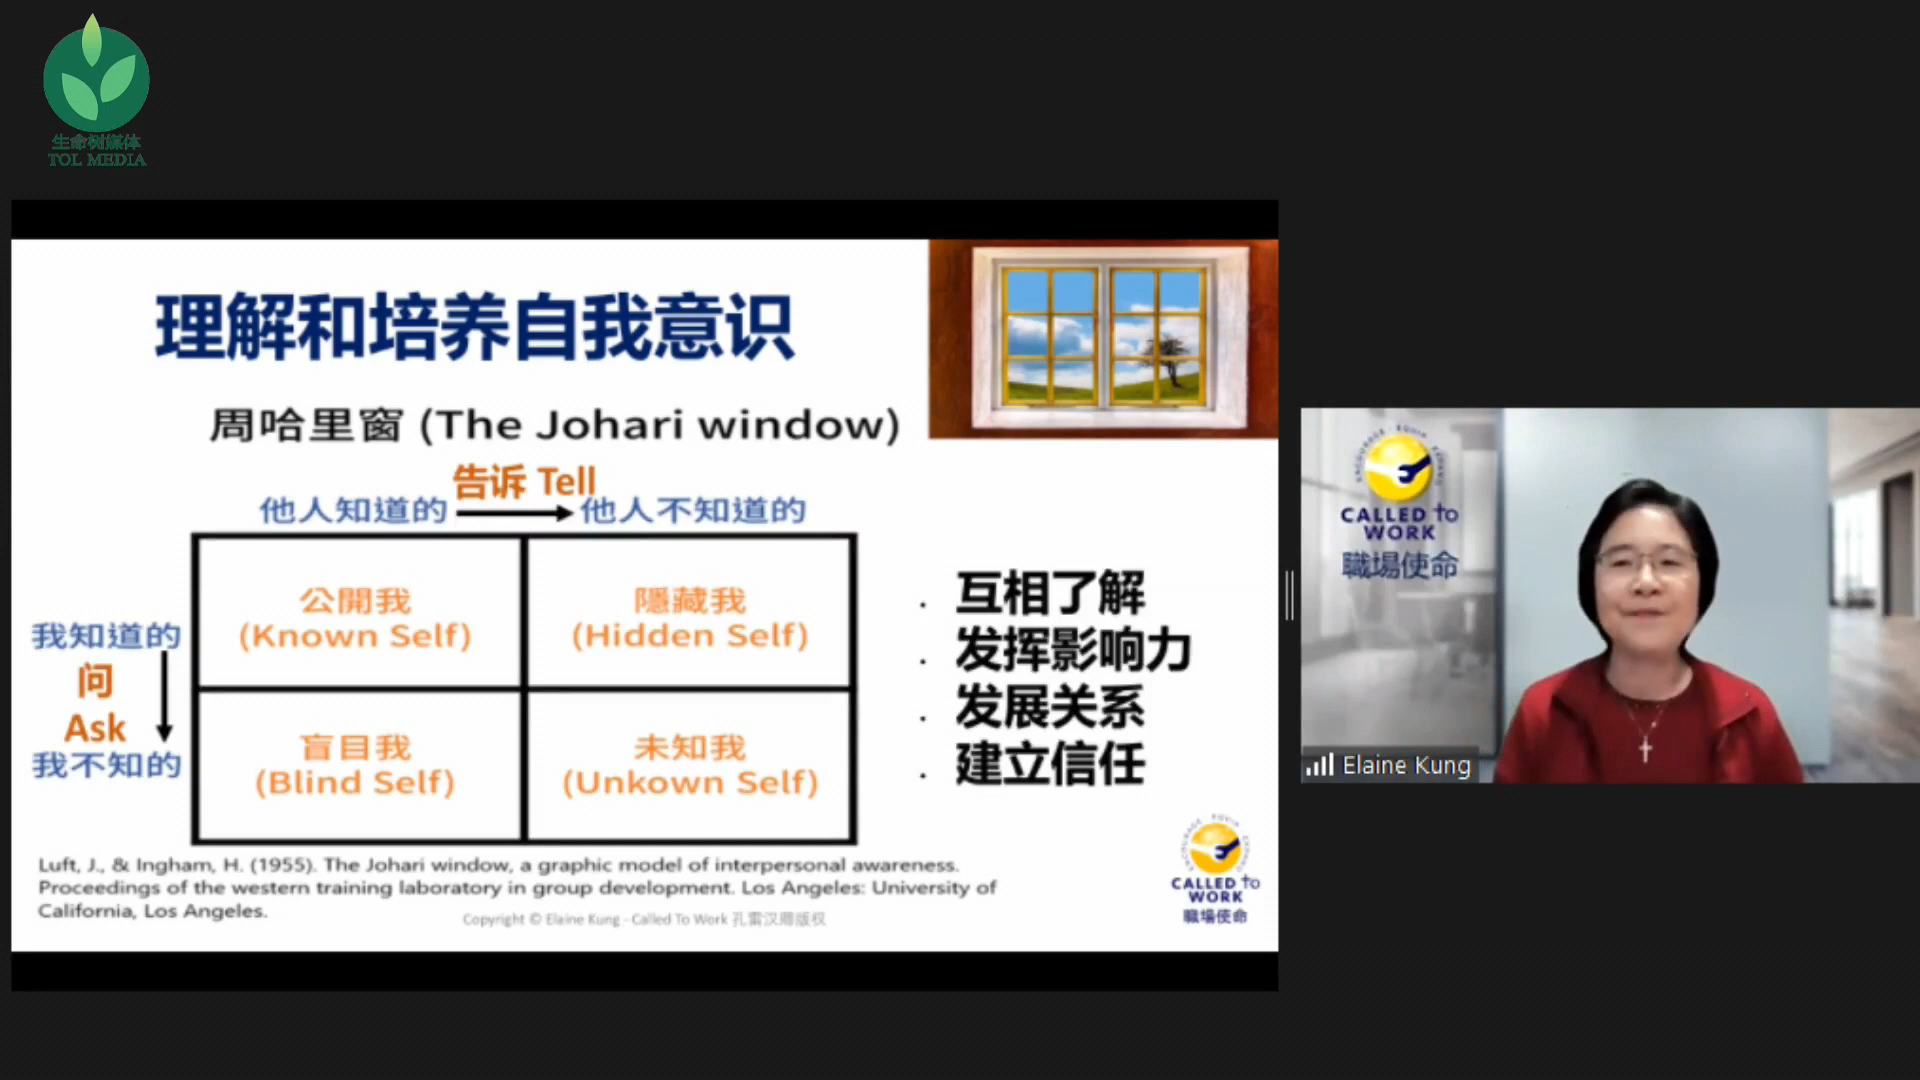 生命树媒体
TOL MEDIA
理解和培养自我意识
周哈里窗 (The Johari window)
告诉 Tell
他人知道的
他人不知道的
我知道的
问
Ask
我不知的
公開我
(Known Self)
隱藏我
(Hidden Self)
盲目我
(Blind Self)
未知我
(Unkown Self)
. 互相了解
. 发挥影响力
. 发展关系
. 建立信任
Luft, J., & Ingham, H. (1955). The Johari window, a graphic model of interpersonal awareness.
Proceedings of the western training laboratory in group development. Los Angeles: University of
California, Los Angeles.
Copyright © Elaine Kung - Called To Work 孔雷汉卿版权
CALLED to
WORK
職場使命
CALLED to
WORK
職場使命
Elaine Kung